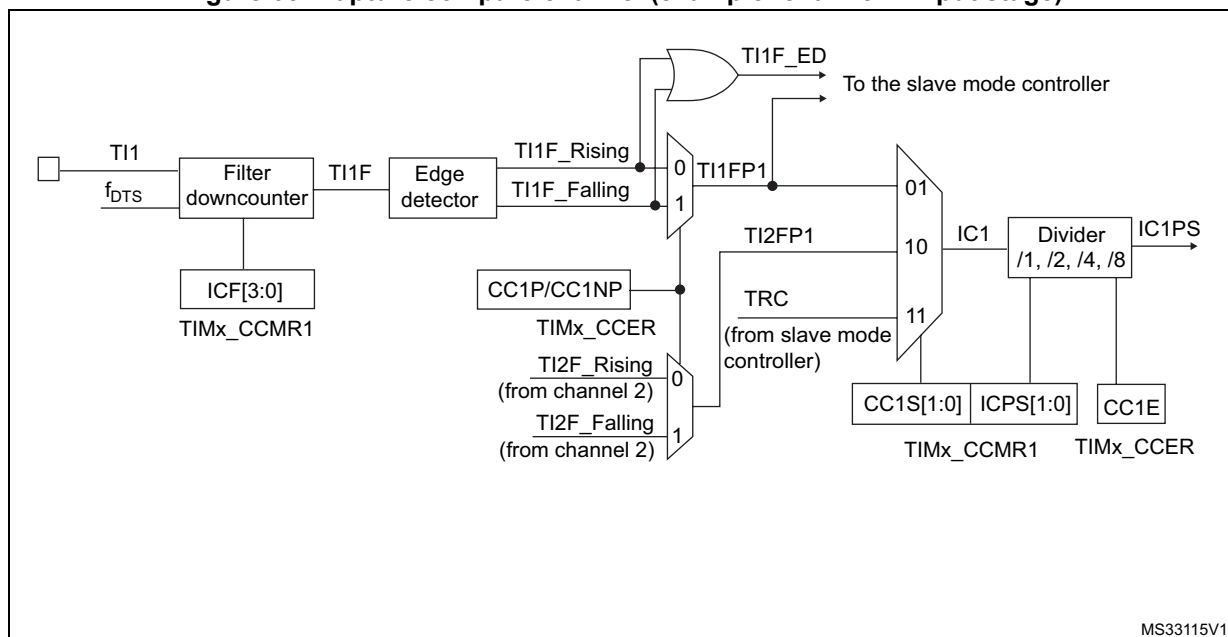 TI1F_ED
To the slave mode controller
TI1
fDTS
Filter
downcounter
TI1F
Edge
detector
TI1F_Rising
TI1F_Falling
0
1
TI1FP1
01
ICF[3:0]
TIMx_CCMR1
CC1P/CC1NP
TIMx_CCER
TI2FP1
10
IC1
Divider
/1, /2, /4, /8
IC1PS
TRC
11
(from slave mode
controller)
TI2F_Rising
0
(from channel 2)
TI2F_Falling
1
(from channel 2)
CC1S[1:0]
ICPS[1:0]
CC1E
TIMx_CCMR1
TIMx_CCER
MS33115V1